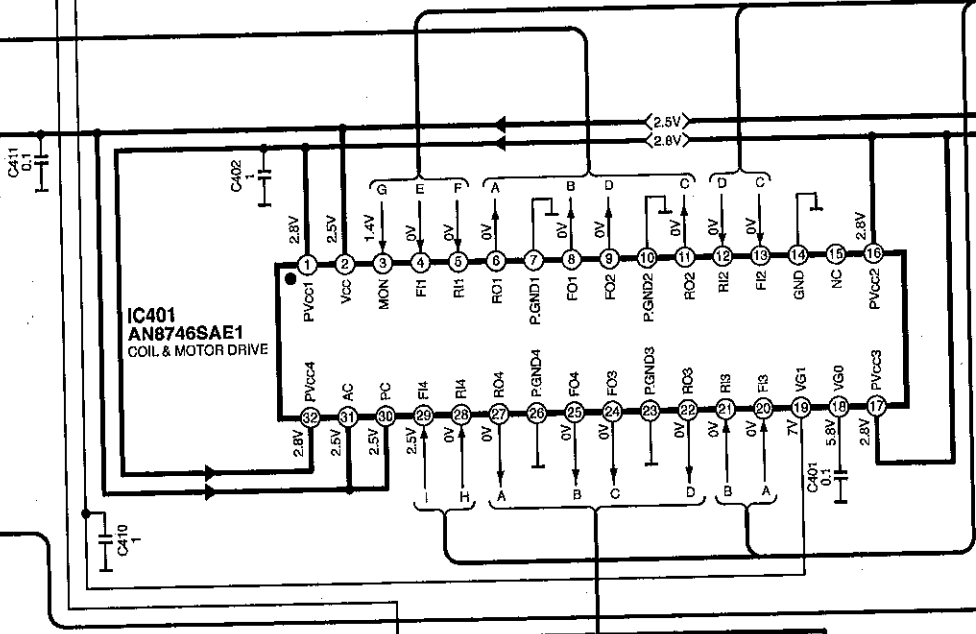 2.5V
2.8V
C411
0.1
C402
1
G E F A B D C D C
2.8V 2.5V 1.4V 0V 0V 0V 0V 0V 0V 0V 0V 2.8V
1 2 3 4 5 6 7 8 9 10 11 12 13 14 15 16
PVcc1 Vcc MON FI1 RI1 RO1 P.GND1 FO1 FO2 P.GND2 RO2 RI2 FI2 GND NC PVcc2
IC401
AN8746SAE1
COIL & MOTOR DRIVE
PVcc4 AC PC FI4 RI4 RO4 P.GND4 FO4 FO3 P.GND3 RO3 RI3 FI3 VG1 VG0 PVcc3
32 31 30 29 28 27 26 25 24 23 22 21 20 19 18 17
2.8V 2.5V 2.5V 2.5V 0V 0V 0V 0V 0V 0V 0V 7V 5.8V 2.8V
C401
0.1
I H A B C D B A
C410
1